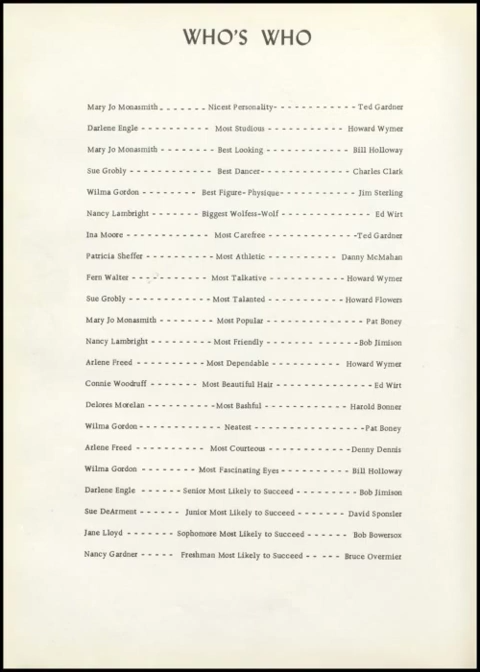 WHO'S WHO
Mary Jo Monasmith - - - - - - - Nicest Personality- - - - - - - - - - - - Ted Gardner
Darlene Engle - - - - - - - - - - Most Studious - - - - - - - - - - - - Howard Wymer
Mary Jo Monasmith - - - - - - - - Best Looking - - - - - - - - - - - - - Bill Holloway
Sue Grobly - - - - - - - - - - - - Best Dancer- - - - - - - - - - - - - - Charles Clark
Wilma Gordon - - - - - - - - Best Figure- Physique- - - - - - - - - - - - Jim Sterling
Nancy Lambright - - - - - - - Biggest Wolfess-Wolf - - - - - - - - - - - - - Ed Wirt
Ina Moore - - - - - - - - - - - - Most Carefree - - - - - - - - - - - - -Ted Gardner
Patricia Sheffer - - - - - - - - - -Most Athletic - - - - - - - - - - Danny McMahan
Fern Walter - - - - - - - - - - - Most Talkative - - - - - - - - - - - Howard Wymer
Sue Grobly - - - - - - - - - - - - Most Talanted - - - - - - - - - - - -Howard Flowers
Mary Jo Monasmith - - - - - - - - Most Popular - - - - - - - - - - - - - - Pat Boney
Nancy Lambright - - - - - - - - - Most Friendly - - - - - - - - - - - - -Bob Jimison
Arlene Freed - - - - - - - - - - Most Dependable - - - - - - - - - - - Howard Wymer
Connie Woodruff - - - - - - - Most Beautiful Hair - - - - - - - - - - - - - -Ed Wirt
Delores Morelan - - - - - - - - - -Most Bashful - - - - - - - - - - - - Harold Bonner
Wilma Gordon- - - - - - - - - - - - Neatest - - - - - - - - - - - - - - - - -Pat Boney
Arlene Freed - - - - - - - - - - Most Courteous - - - - - - - - - - - -Denny Dennis
Wilma Gordon - - - - - - - - Most Fascinating Eyes - - - - - - - - - Bill Holloway
Darlene Engle - - - - - -Senior Most Likely to Succeed - - - - - - - - - Bob Jimison
Sue DeArment - - - - - - Junior Most Likely to Succeed - - - - - - - David Sponsler
Jane Lloyd - - - - - - - Sophomore Most Likely to Succeed - - - - - - Bob Bowersox
Nancy Gardner - - - - - Freshman Most Likely to Succeed - - - - - Bruce Overmier